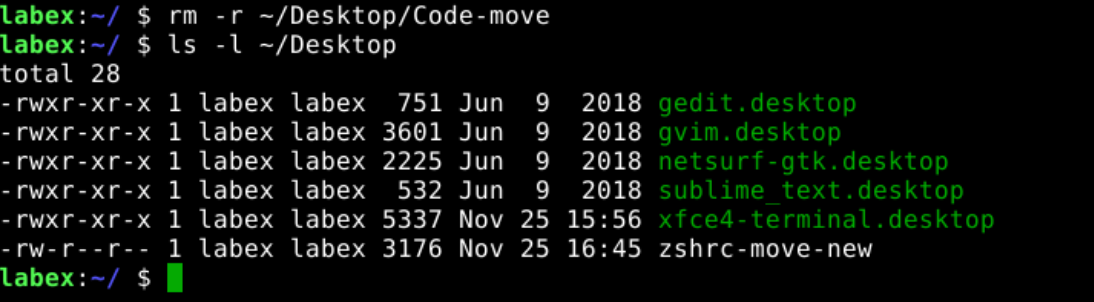 labex:~/ $ rm -r ~/Desktop/Code-move
labex:~/ $ ls -l ~/Desktop
total 28
-rwxr-xr-x 1 labex labex  751 Jun  9  2018 gedit.desktop
-rwxr-xr-x 1 labex labex 3601 Jun  9  2018 gvim.desktop
-rwxr-xr-x 1 labex labex 2225 Jun  9  2018 netsurf-gtk.desktop
-rwxr-xr-x 1 labex labex  532 Jun  9  2018 sublime_text.desktop
-rwxr-xr-x 1 labex labex 5337 Nov 25 15:56 xfce4-terminal.desktop
-rw-r--r-- 1 labex labex 3176 Nov 25 16:45 zshrc-move-new
labex:~/ $